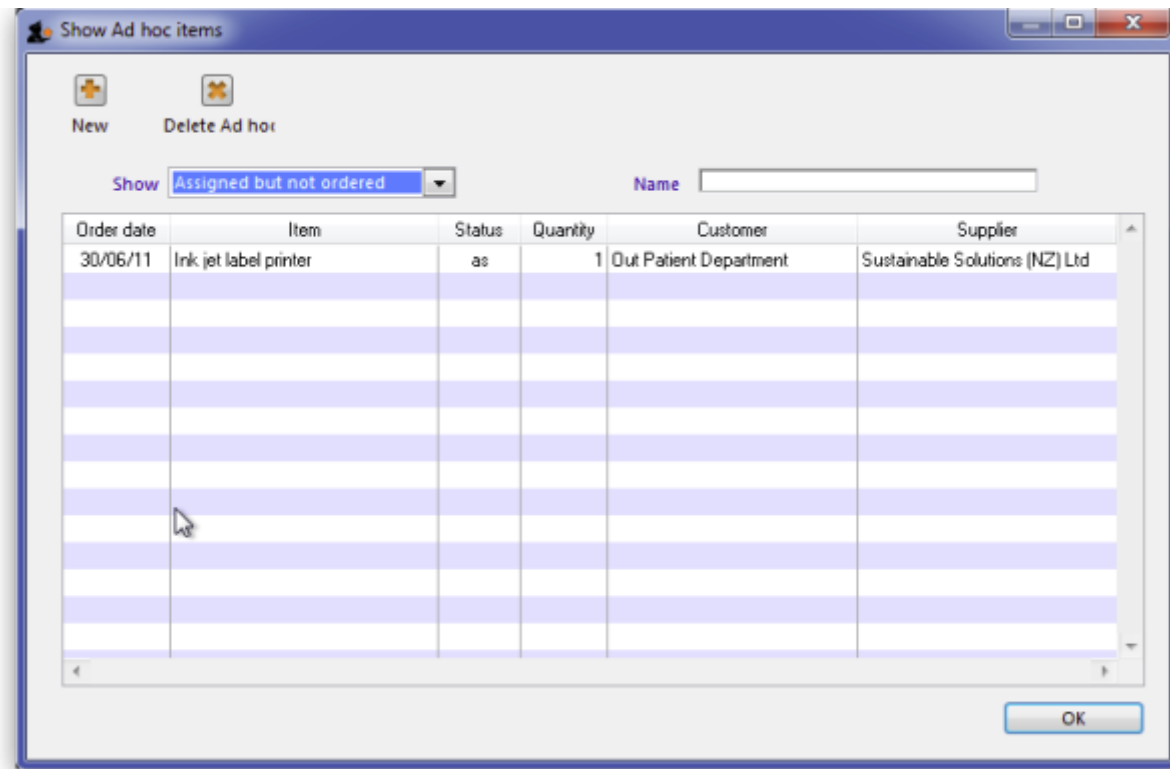 Show Ad hoc items
New Delete Ad hoc
Show Assigned but not ordered Name
Order date Item Status Quantity Customer Supplier
30/06/11 Ink jet label printer as 1 Out Patient Department Sustainable Solutions (NZ) Ltd
OK